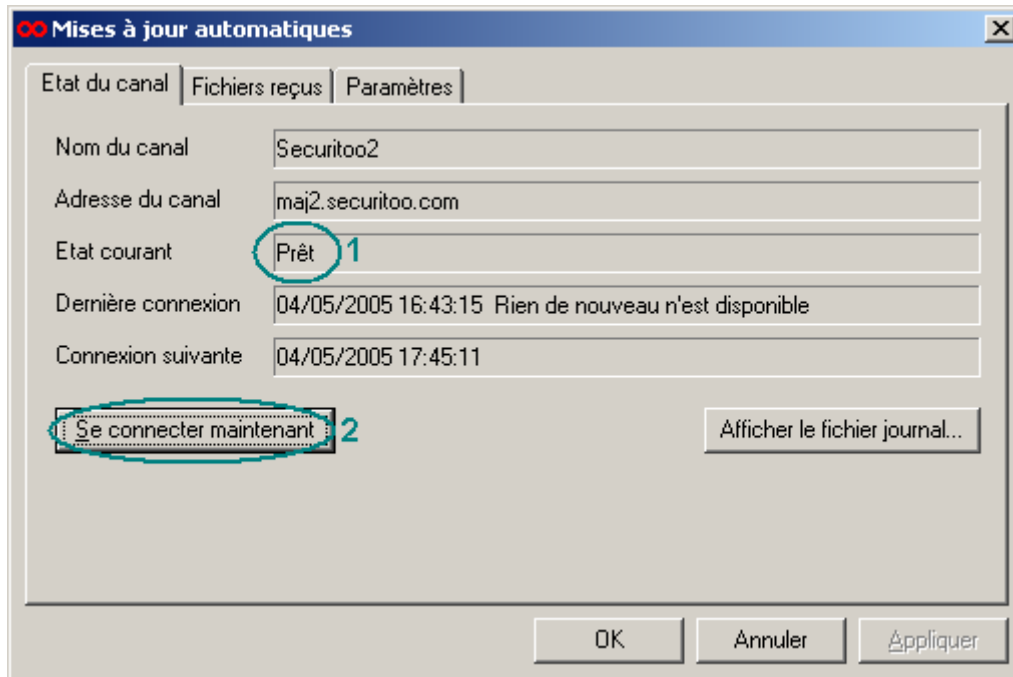 Mises à jour automatiques
Etat du canal Fichiers reçus Paramètres
Nom du canal Securitoo2
Adresse du canal maj2.securitoo.com
Etat courant Prêt 1
Dernière connexion 04/05/2005 16:43:15 Rien de nouveau n'est disponible
Connexion suivante 04/05/2005 17:45:11
Se connecter maintenant 2 Afficher le fichier journal...
OK Annuler Appliquer